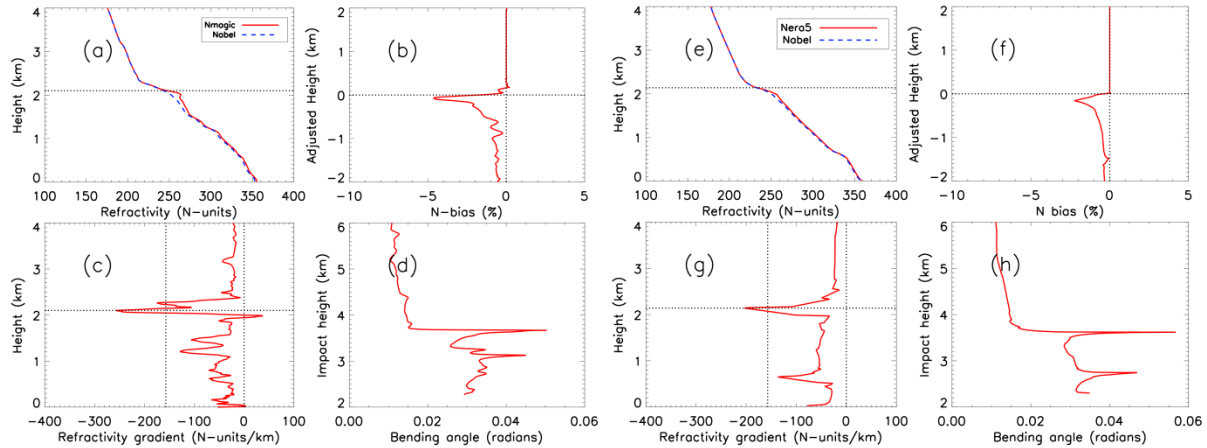 Nmagic
Nabel
(a)
Height (km)
4
3
2
1
0
100 150 200 250 300 350 400
Refractivity (N-units)
(b)
Adjusted Height (km)
2
1
0
−1
−2
−10 −5 0 5
N-bias (%)
Nera5
Nabel
(e)
Height (km)
4
3
2
1
0
100 150 200 250 300 350 400
Refractivity (N-units)
(f)
Adjusted Height (km)
2
1
0
−1
−2
−10 −5 0 5
N bias (%)
(c)
Height (km)
4
3
2
1
0
−400 −300 −200 −100 0 100
Refractivity gradient (N-units/km)
(d)
Impact height (km)
6
5
4
3
2
0.00 0.02 0.04 0.06
Bending angle (radians)
(g)
Height (km)
4
3
2
1
0
−400 −300 −200 −100 0 100
Refractivity gradient (N-units/km)
(h)
Impact height (km)
6
5
4
3
2
0.00 0.02 0.04 0.06
Bending angle (radians)